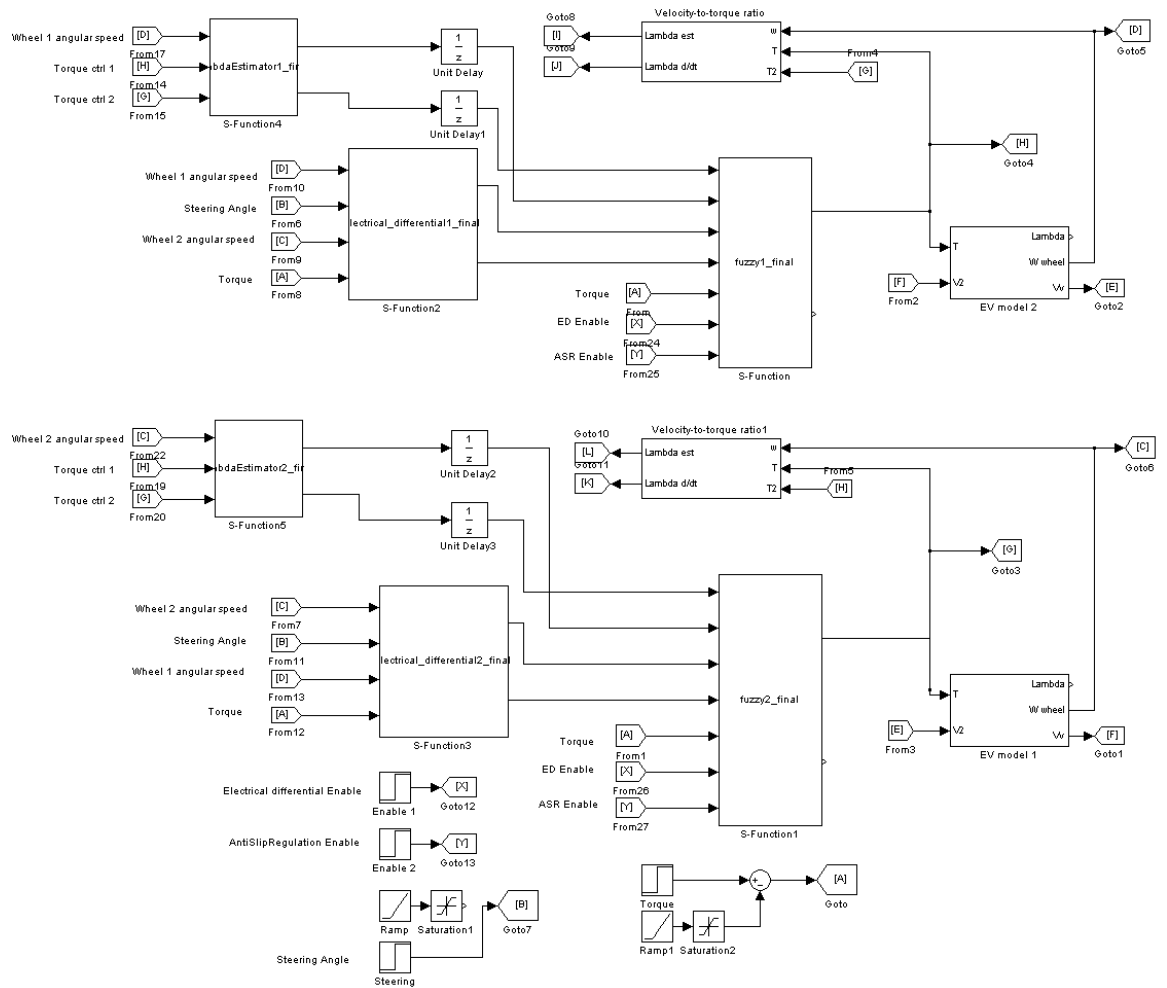 Wheel 1 angular speed
[D]
From17
Torque ctrl 1
[H]
From14
Torque ctrl 2
[G]
From15
bdaEstimator1_fir
S-Function4
1
z
Unit Delay
1
z
Unit Delay1
Wheel 1 angular speed
[D]
From10
Steering Angle
[B]
From6
Wheel 2 angular speed
[C]
From9
Torque
[A]
From8
lectrical_differential1_final
S-Function2
Goto8
[I]
Goto9
[J]
Velocity-to-torque ratio
Lambda est
Lambda d/dt
w
T
T2
From4
[G]
[D]
Goto5
[H]
Goto4
fuzzy1_final
S-Function
Torque
[A]
From
ED Enable
[X]
From24
ASR Enable
[Y]
From25
[F]
From2
T
V2
Lambda
W wheel
Vv
EV model 2
[E]
Goto2
Wheel 2 angular speed
[C]
From22
Torque ctrl 1
[H]
From19
Torque ctrl 2
[G]
From20
bdaEstimator2_fir
S-Function5
1
z
Unit Delay2
1
z
Unit Delay3
Goto10
[L]
Goto11
[K]
Velocity-to-torque ratio1
Lambda est
Lambda d/dt
w
T
T2
From5
[H]
[C]
Goto6
[G]
Goto3
Wheel 2 angular speed
[C]
From7
Steering Angle
[B]
From11
Wheel 1 angular speed
[D]
From13
Torque
[A]
From12
lectrical_differential2_final
S-Function3
fuzzy2_final
S-Function1
Torque
[A]
From1
ED Enable
[X]
From26
ASR Enable
[Y]
From27
[E]
From3
T
V2
Lambda
W wheel
Vv
EV model 1
[F]
Goto1
Electrical differential Enable
Enable 1
[X]
Goto12
AntiSlipRegulation Enable
Enable 2
[Y]
Goto13
Ramp
Saturation1
[B]
Goto7
Steering Angle
Steering
Torque
+
−
[A]
Goto
Ramp1
Saturation2